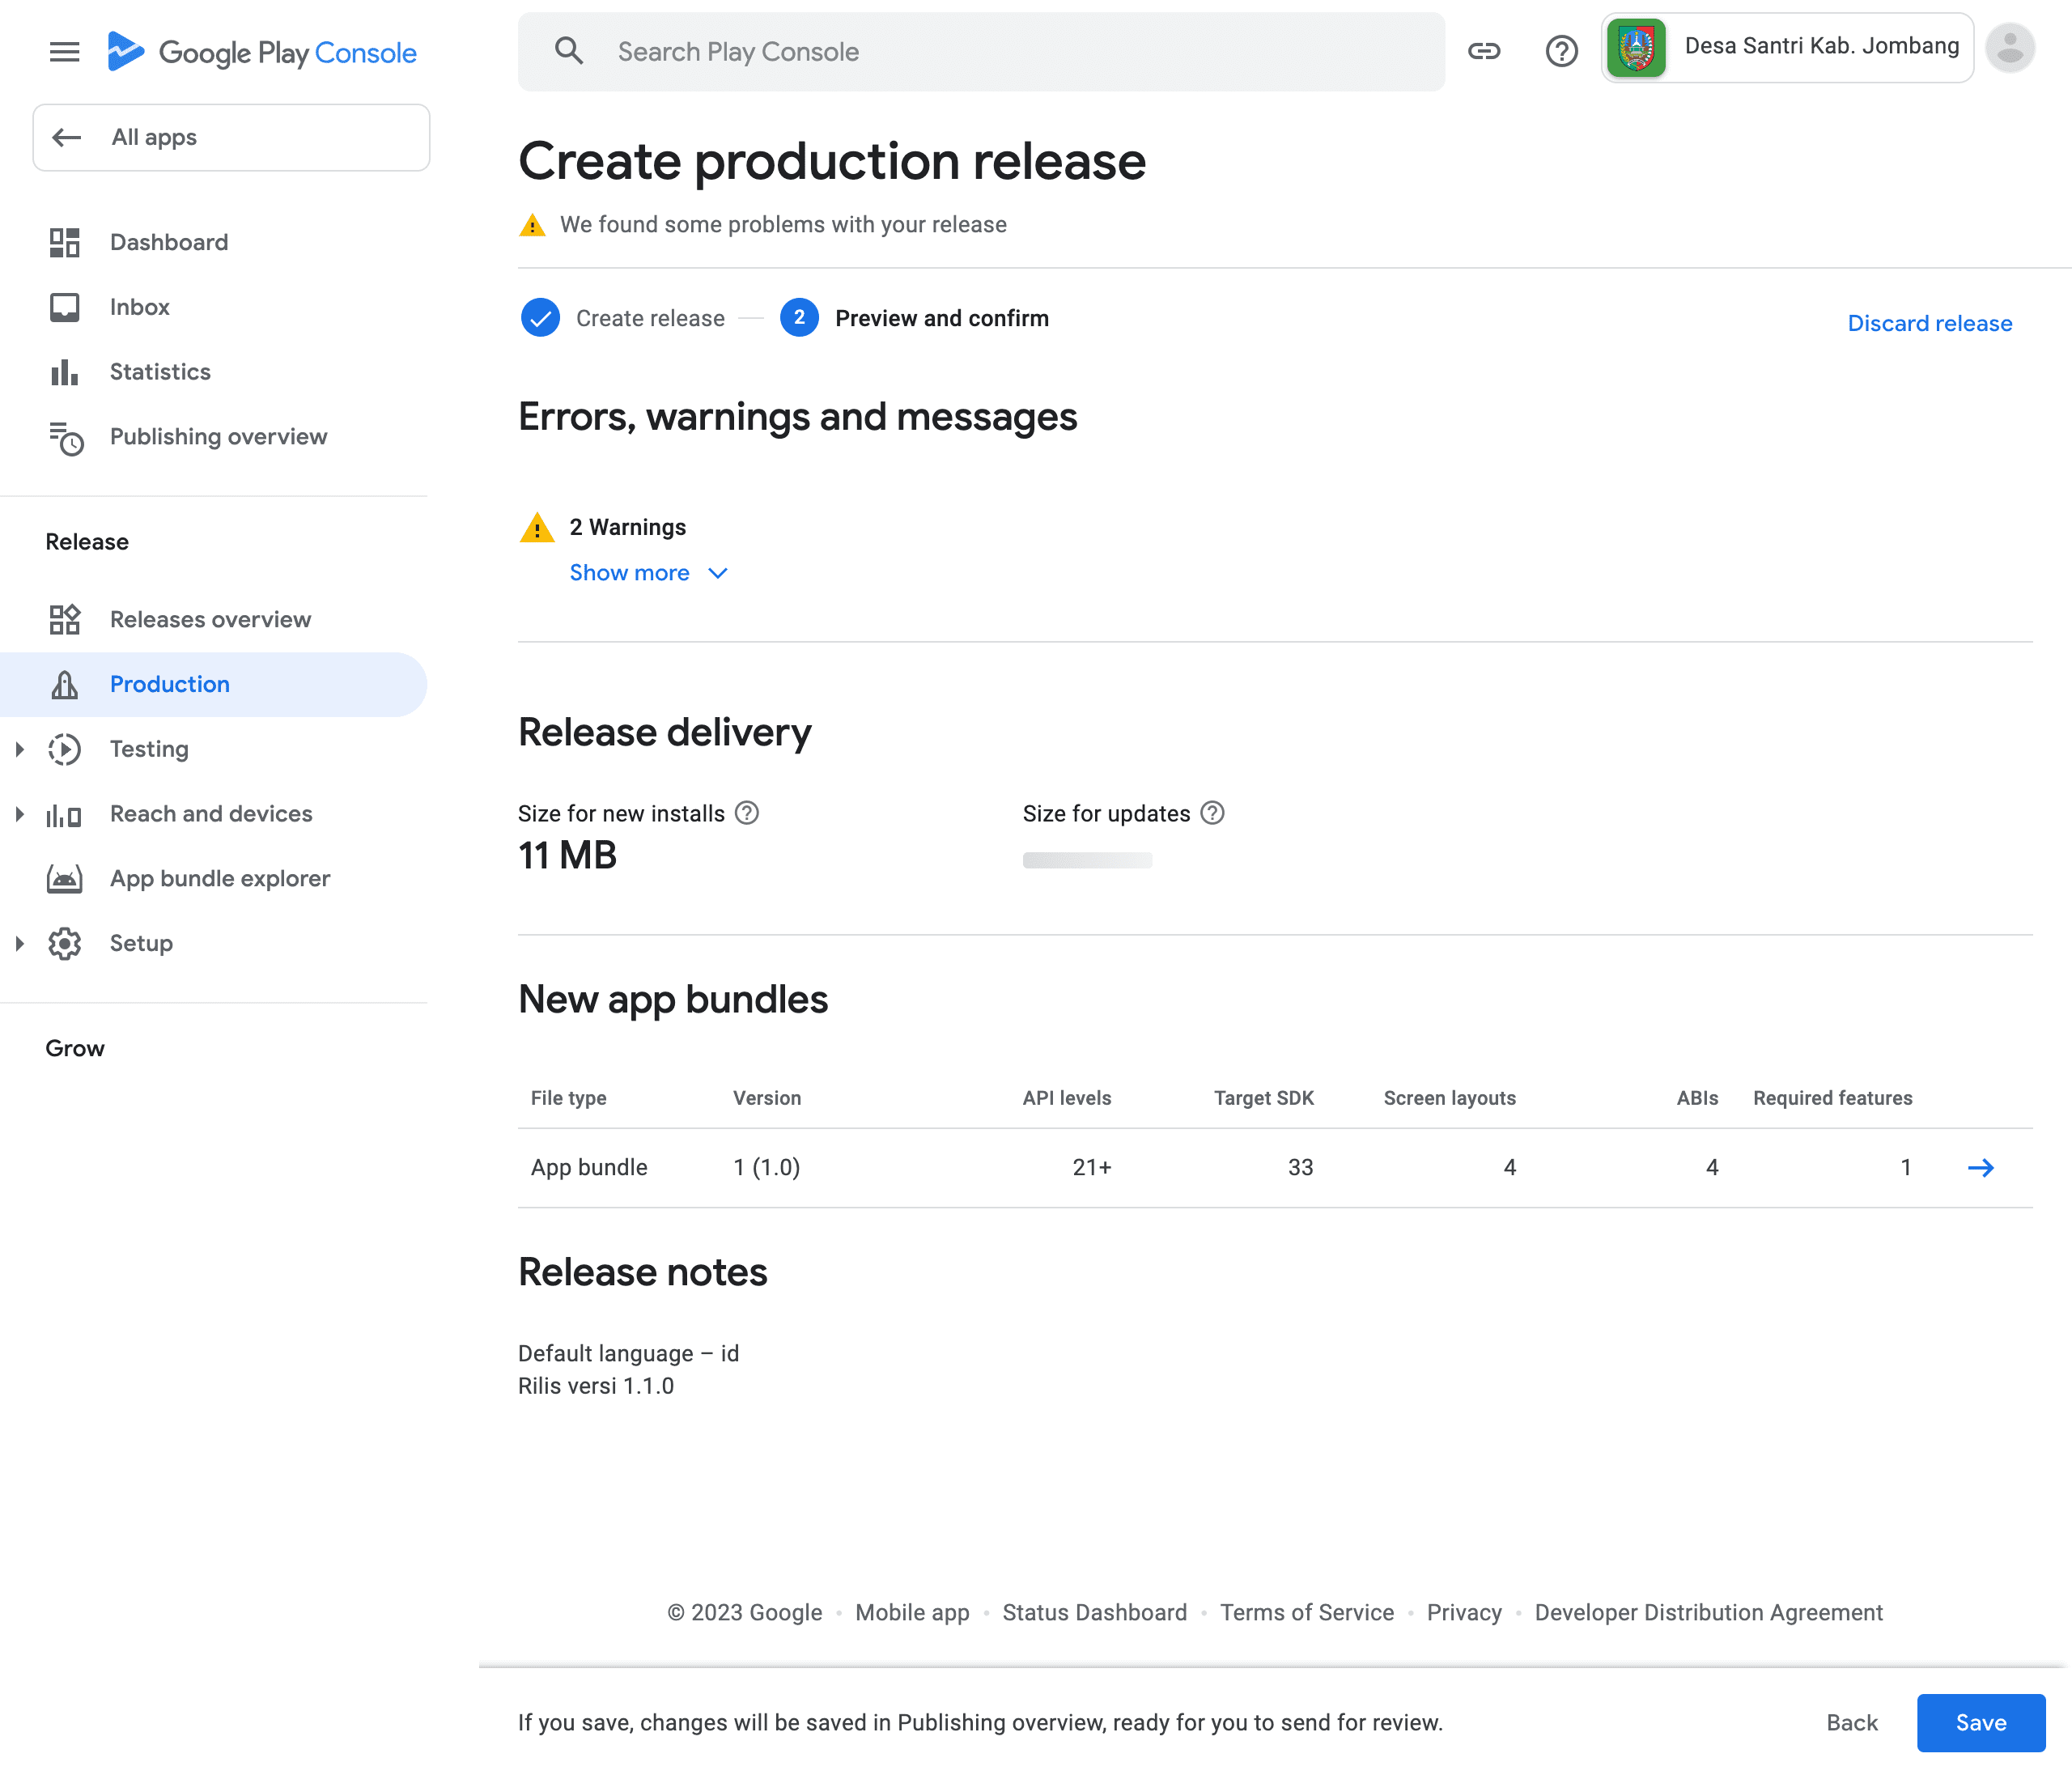 Google Play Console
Search Play Console
Desa Santri Kab. Jombang
All apps
Dashboard
Inbox
Statistics
Publishing overview
Release
Releases overview
Production
Testing
Reach and devices
App bundle explorer
Setup
Grow
Create production release
We found some problems with your release
Create release
2
Preview and confirm
Discard release
Errors, warnings and messages
2 Warnings
Show more
Release delivery
Size for new installs
11 MB
Size for updates
New app bundles
File type Version API levels Target SDK Screen layouts ABIs Required features
App bundle 1 (1.0) 21+ 33 4 4 1
Release notes
Default language – id
Rilis versi 1.1.0
© 2023 Google • Mobile app • Status Dashboard • Terms of Service • Privacy • Developer Distribution Agreement
If you save, changes will be saved in Publishing overview, ready for you to send for review.
Back
Save